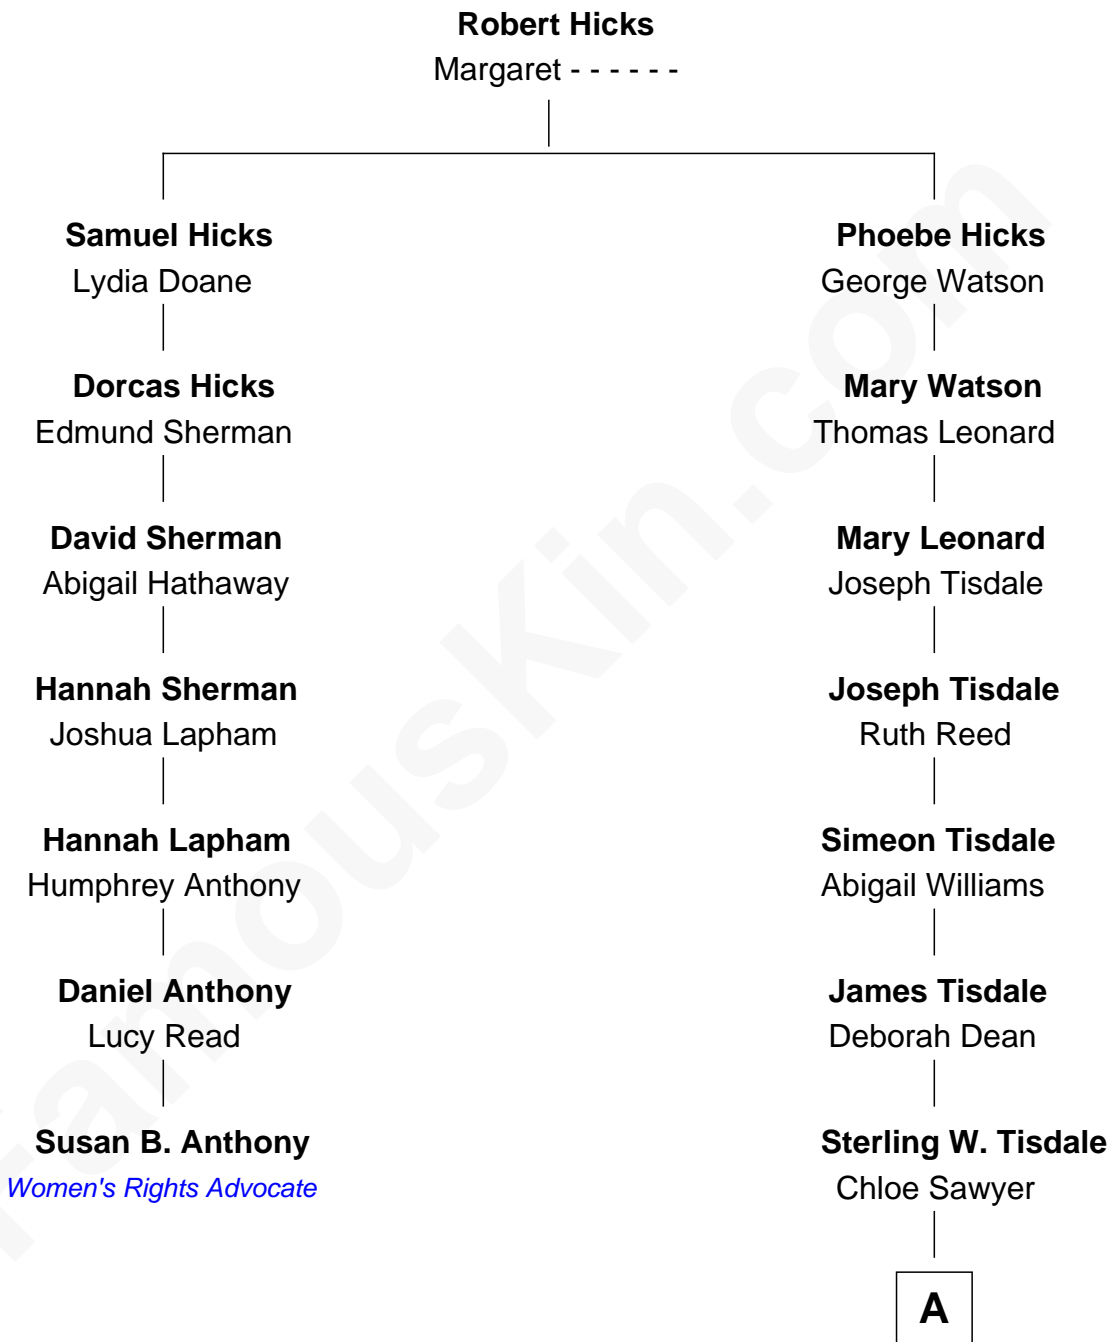 Robert Hicks
Margaret - - - - - -
Samuel Hicks
Lydia Doane
Phoebe Hicks
George Watson
Dorcas Hicks
Edmund Sherman
Mary Watson
Thomas Leonard
David Sherman
Abigail Hathaway
Mary Leonard
Joseph Tisdale
Hannah Sherman
Joshua Lapham
Joseph Tisdale
Ruth Reed
Hannah Lapham
Humphrey Anthony
Simeon Tisdale
Abigail Williams
Daniel Anthony
Lucy Read
James Tisdale
Deborah Dean
Susan B. Anthony
Women's Rights Advocate
Sterling W. Tisdale
Chloe Sawyer
A
FamousKin.com